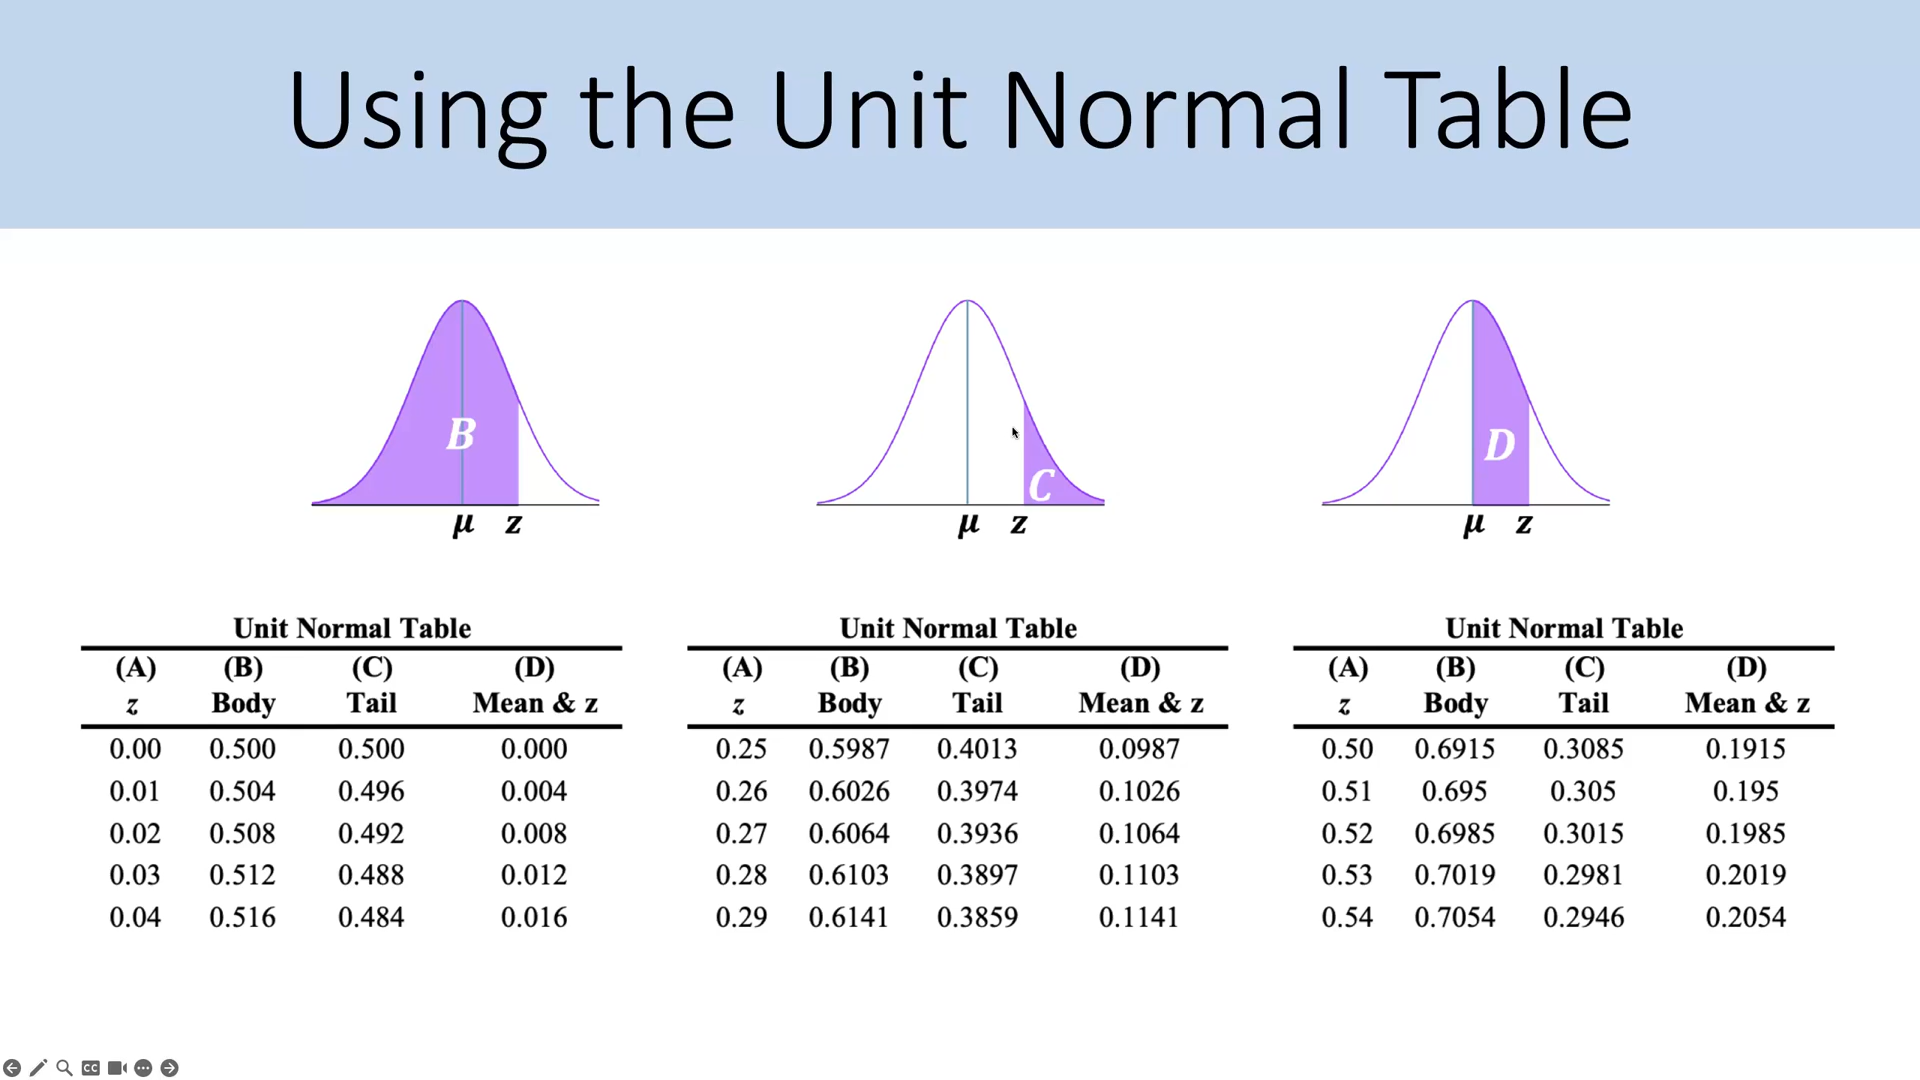 Using the Unit Normal Table
B
μ z
C
μ z
D
μ z
Unit Normal Table
(A) (B) (C) (D)
z Body Tail Mean & z
0.00 0.500 0.500 0.000
0.01 0.504 0.496 0.004
0.02 0.508 0.492 0.008
0.03 0.512 0.488 0.012
0.04 0.516 0.484 0.016
Unit Normal Table
(A) (B) (C) (D)
z Body Tail Mean & z
0.25 0.5987 0.4013 0.0987
0.26 0.6026 0.3974 0.1026
0.27 0.6064 0.3936 0.1064
0.28 0.6103 0.3897 0.1103
0.29 0.6141 0.3859 0.1141
Unit Normal Table
(A) (B) (C) (D)
z Body Tail Mean & z
0.50 0.6915 0.3085 0.1915
0.51 0.695 0.305 0.195
0.52 0.6985 0.3015 0.1985
0.53 0.7019 0.2981 0.2019
0.54 0.7054 0.2946 0.2054
CC